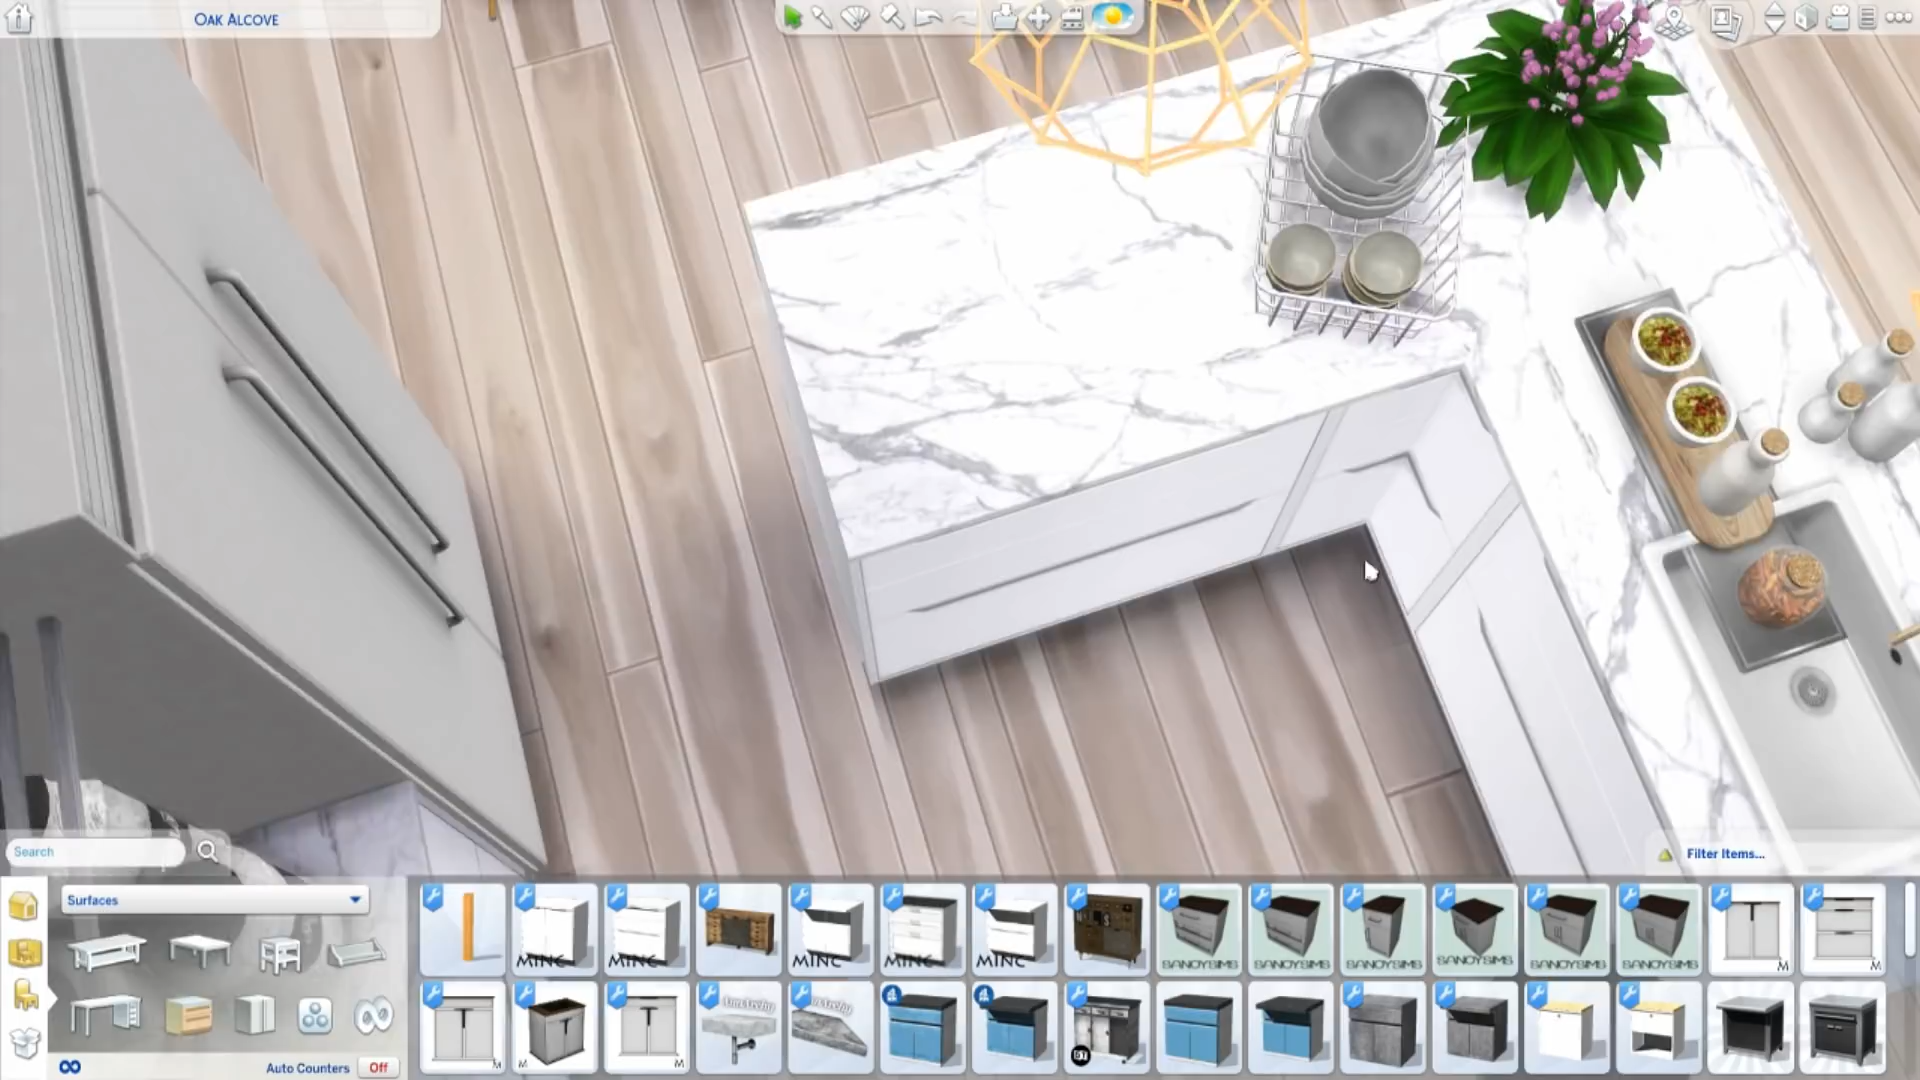 OAK ALCOVE
Search
Filter Items...
Surfaces
MINC
MINC
MINC
MINC
MINC
SANDYSIMS
SANDYSIMS
SANDYSIMS
SANDYSIMS
SANDYSIMS
SANDYSIMS
M
M
M
M
M
BT
Auto Counters
Off